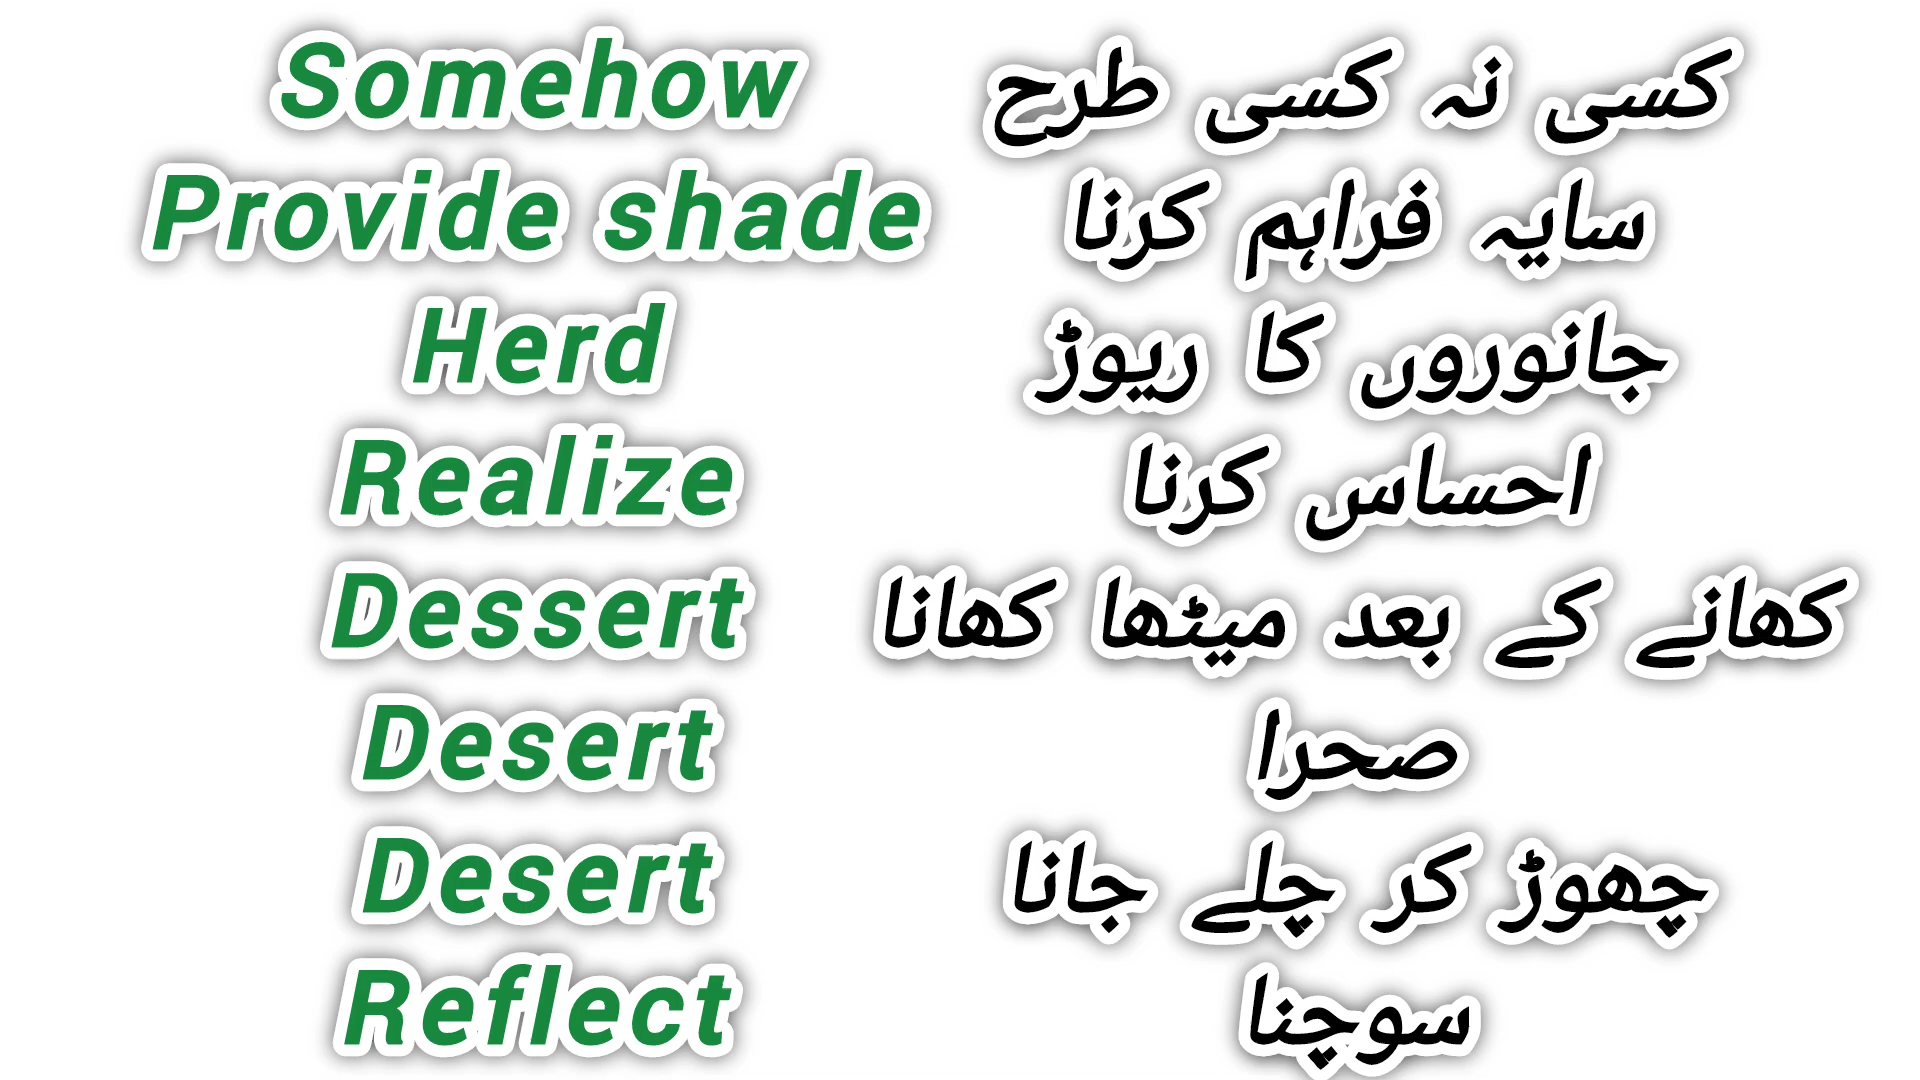 Somehow کسی نہ کسی طرح
Provide shade سایہ فراہم کرنا
Herd جانوروں کا ریوڑ
Realize احساس کرنا
Dessert کھانے کے بعد میٹھا کھانا
Desert صحرا
Desert چھوڑ کر چلے جانا
Reflect سوچنا